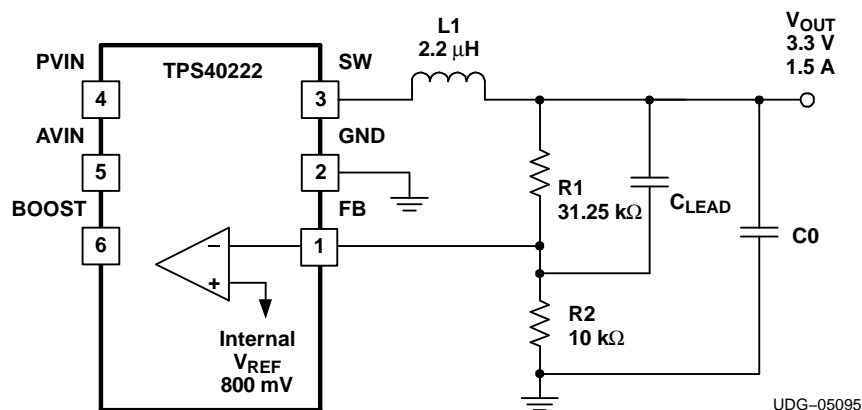 L1
2.2 μH
VOUT
3.3 V
1.5 A
PVIN
TPS40222
SW
4
3
AVIN
GND
5
2
BOOST
FB
6
1
R1
31.25 kΩ
CLEAD
C0
−
+
Internal
VREF
800 mV
R2
10 kΩ
UDG–05095